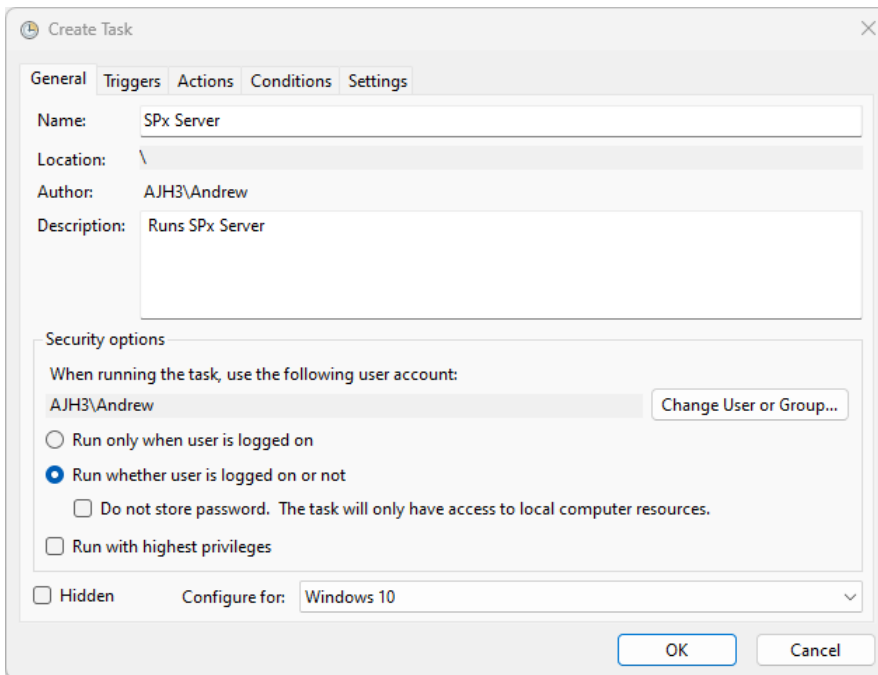 Create Task
General Triggers Actions Conditions Settings
Name: SPx Server
Location: \
Author: AJH3\Andrew
Description: Runs SPx Server
Security options
When running the task, use the following user account:
AJH3\Andrew Change User or Group...
Run only when user is logged on
Run whether user is logged on or not
Do not store password. The task will only have access to local computer resources.
Run with highest privileges
Hidden Configure for: Windows 10
OK Cancel